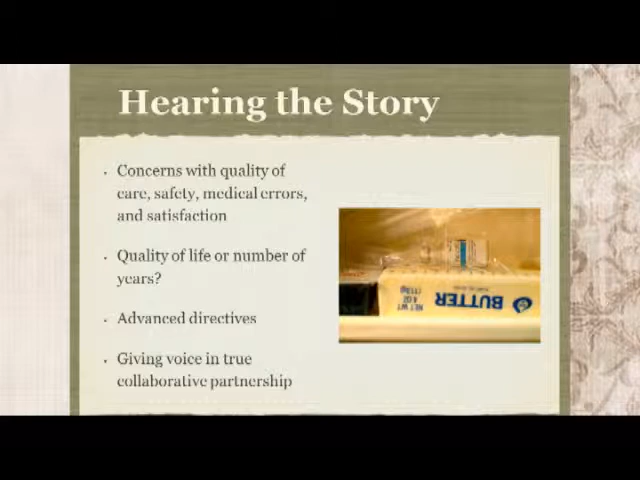 Hearing the Story
Concerns with quality of
care, safety, medical errors,
and satisfaction
Quality of life or number of
years?
Advanced directives
Giving voice in true
collaborative partnership
BUTTER
NET WT
4 OZ
(113g)